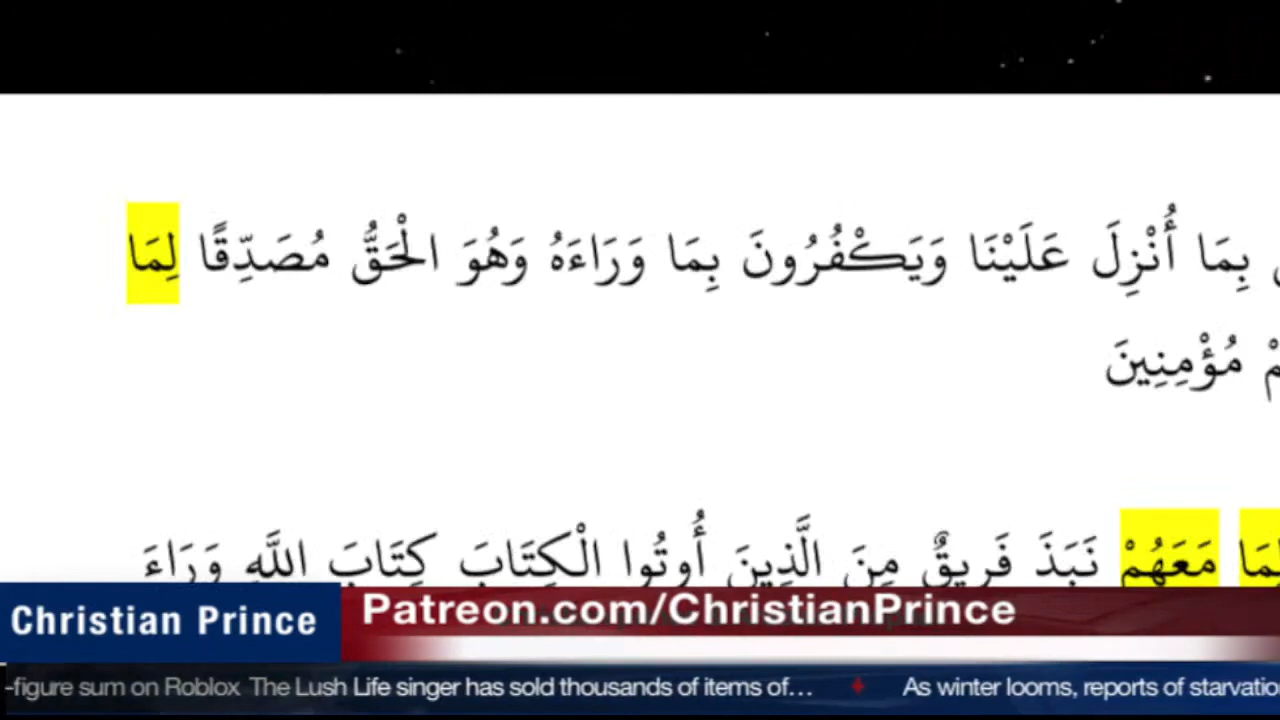 بِمَا أُنْزِلَ عَلَيْنَا وَيَكْفُرُونَ بِمَا وَرَاءَهُ وَهُوَ الْحَقُّ مُصَدِّقًا لِمَا
مُؤْمِنِينَ
مَعَهُمْ نَبَذَ فَرِيقٌ مِنَ الَّذِينَ أُوتُوا الْكِتَابَ كِتَابَ اللَّهِ وَرَاءَ
Christian Prince
Patreon.com/ChristianPrince
-figure sum on Roblox The Lush Life singer has sold thousands of items of... As winter looms, reports of